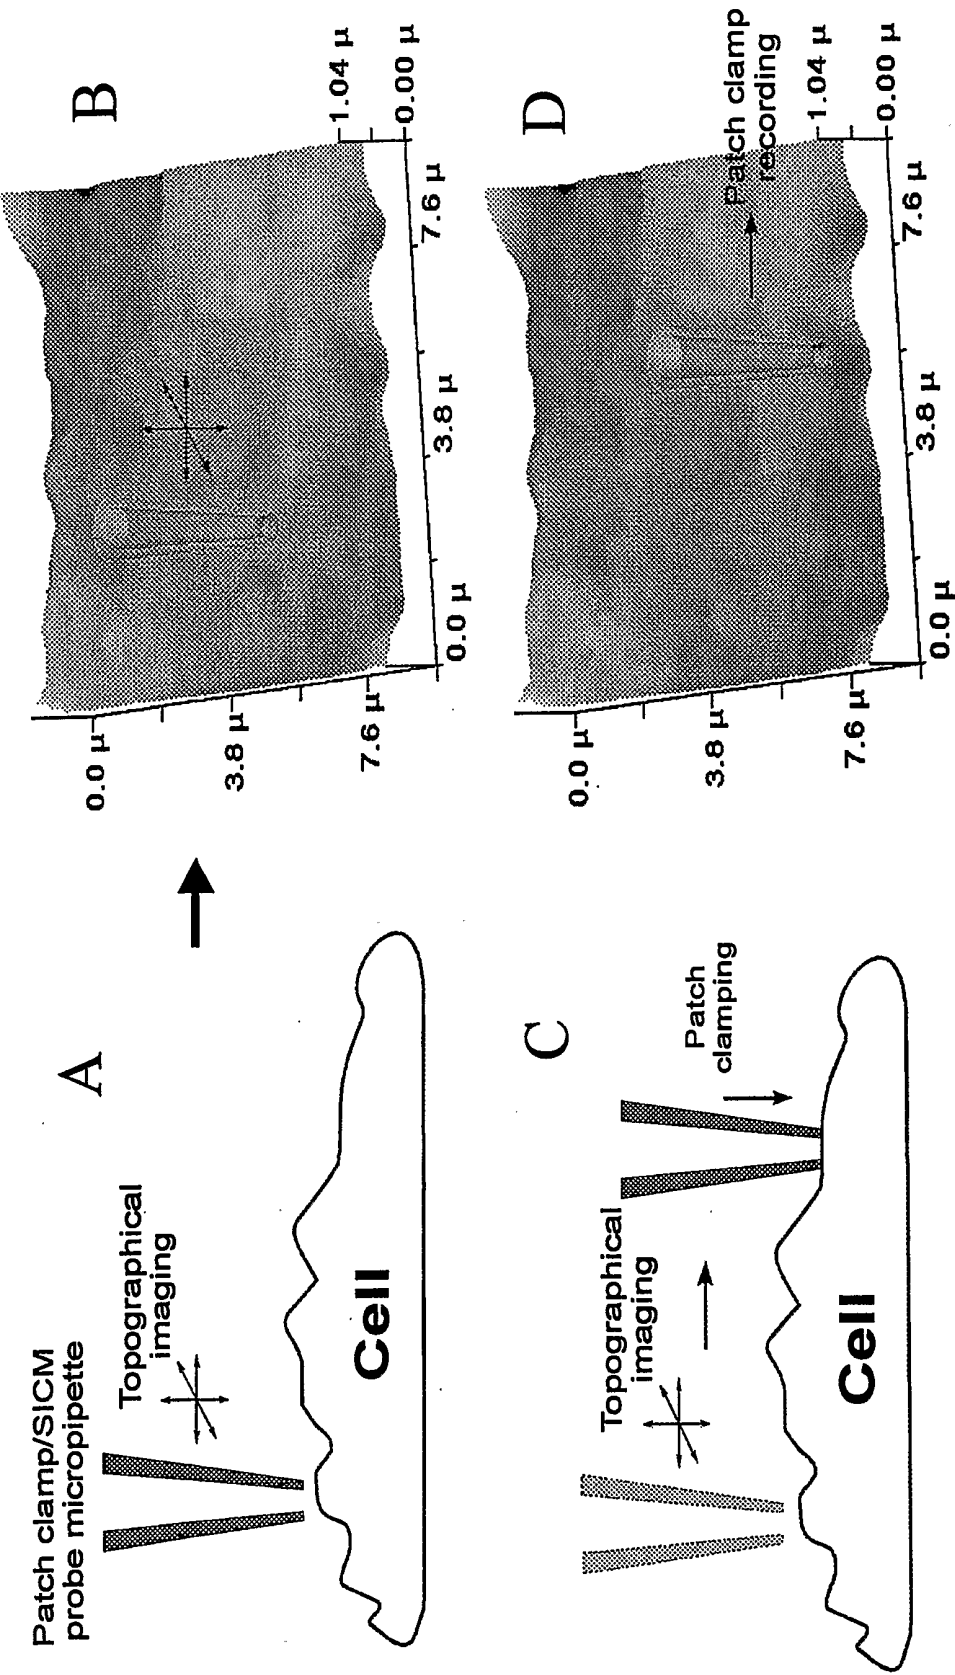 Patch clamp/SICM
probe micropipette
A
Topographical
imaging
Cell
B
0.0 µ
3.8 µ
7.6 µ
0.0 µ
3.8 µ
7.6 µ
1.04 µ
0.00 µ
C
Topographical
imaging
Patch
clamping
Cell
D
Patch clamp
recording
0.0 µ
3.8 µ
7.6 µ
0.0 µ
3.8 µ
7.6 µ
1.04 µ
0.00 µ